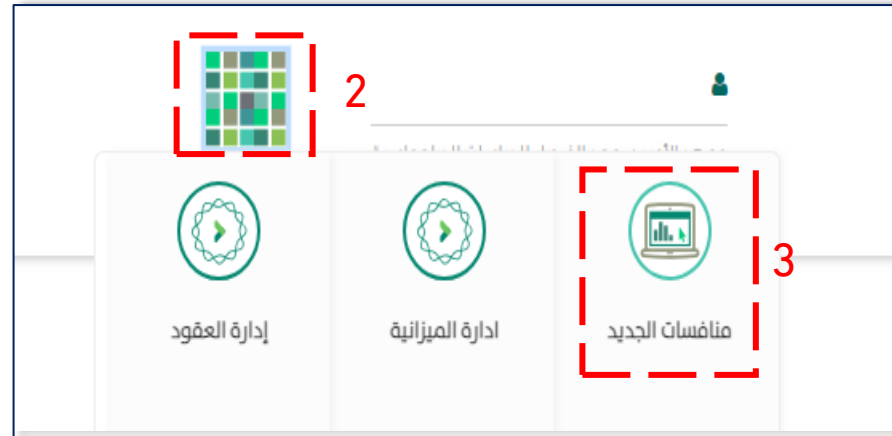 2
3
منافسات الجديد
ادارة الميزانية
إدارة العقود